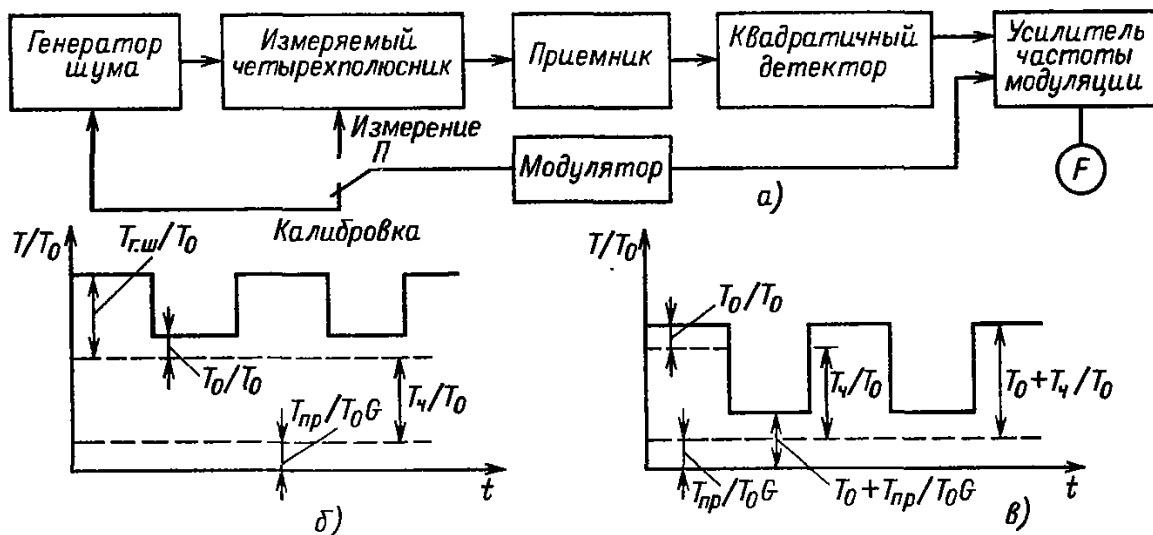 Генератор
шума
Измеряемый
четырехполюсник
Приемник
Квадратичный
детектор
Усилитель
частоты
модуляции
Измерение
П
Модулятор
F
а)
Калибровка
T/T₀
Tг.ш/T₀
T₀/T₀
Tч/T₀
Tпр/T₀G
t
б)
T/T₀
T₀/T₀
Tч/T₀
T₀+Tч/T₀
Tпр/T₀G
T₀+Tпр/T₀G
t
в)